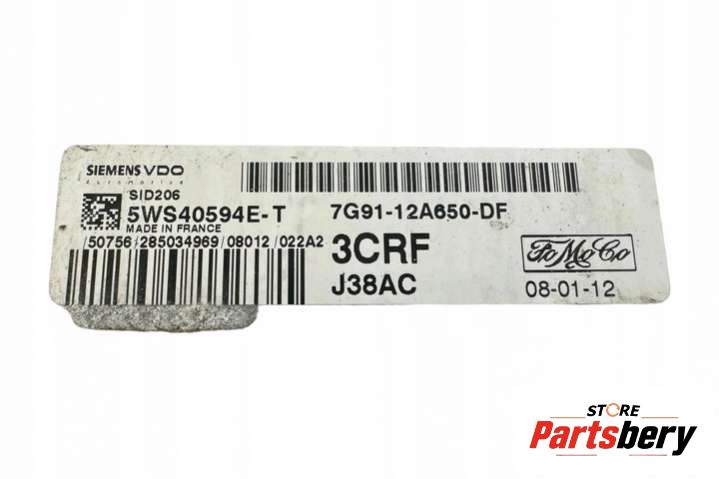 SIEMENS VDO
Automotive
SID206
5WS40594E-T
MADE IN FRANCE
/50756/285034969/08012/022A2
7G91-12A650-DF
3CRF
J38AC
FoMoCo
08-01-12
STORE
Partsbery